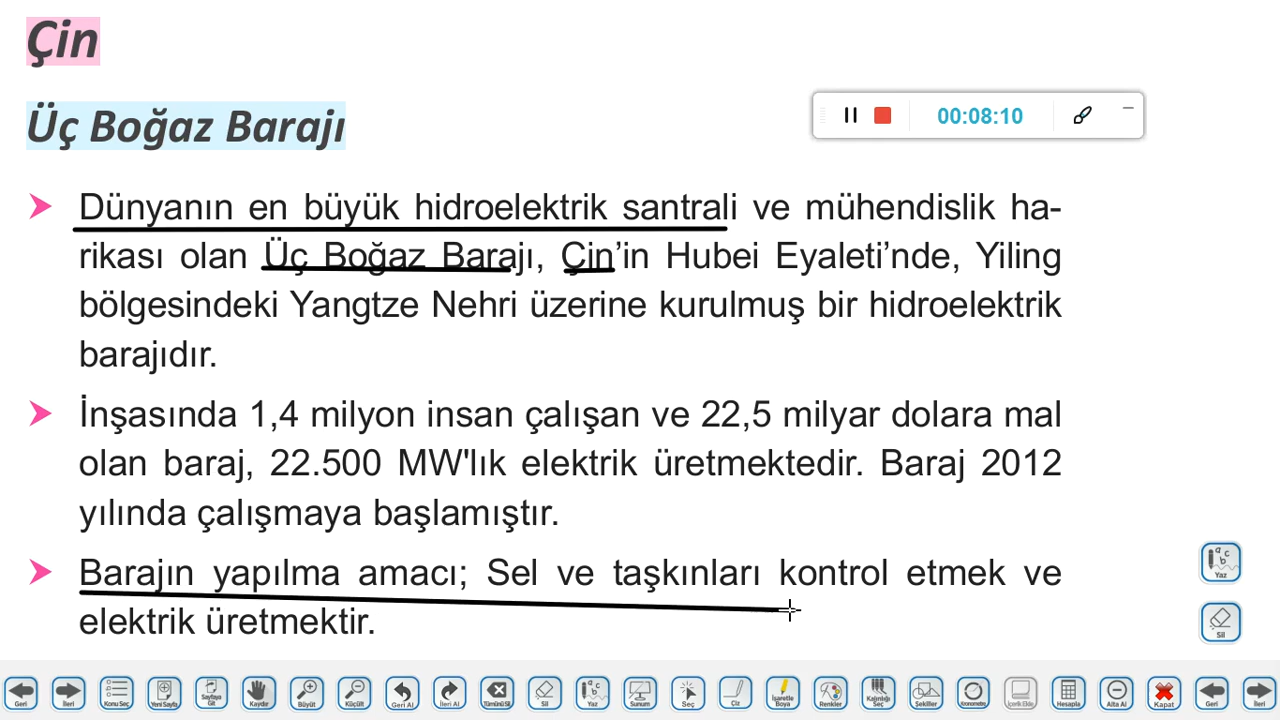 Çin
Üç Boğaz Barajı
00:08:10
Dünyanın en büyük hidroelektrik santrali ve mühendislik ha-
rikası olan Üç Boğaz Barajı, Çin’in Hubei Eyaleti’nde, Yiling
bölgesindeki Yangtze Nehri üzerine kurulmuş bir hidroelektrik
barajıdır.
İnşasında 1,4 milyon insan çalışan ve 22,5 milyar dolara mal
olan baraj, 22.500 MW'lık elektrik üretmektedir. Baraj 2012
yılında çalışmaya başlamıştır.
Barajın yapılma amacı; Sel ve taşkınları kontrol etmek ve
elektrik üretmektir.
a b c
Yaz
Sil
Geri İleri Konu Seç Yeni Sayfa Sayfaya Git Kaydır Büyüt Küçült Geri Al İleri Al Tümünü Sil Sil Yaz Sunum Seç Çiz İşaretle Boya Renkler Kalınlığı Seç Şekiller Kronometre İçerik Ekle Hesapla Alta Al Kapat Geri İleri